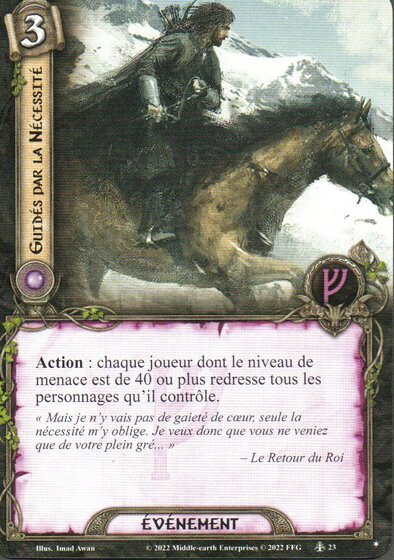 3
Guidés par la Nécessité
Action : chaque joueur dont le niveau de
menace est de 40 ou plus redresse tous les
personnages qu'il contrôle.
« Mais je n'y vais pas de gaieté de cœur, seule la
nécessité m'y oblige. Je veux donc que vous ne veniez
que de votre plein gré... »
– Le Retour du Roi
ÉVÉNEMENT
Illus. Imad Awan © 2022 Middle-earth Enterprises © 2022 FFG 23